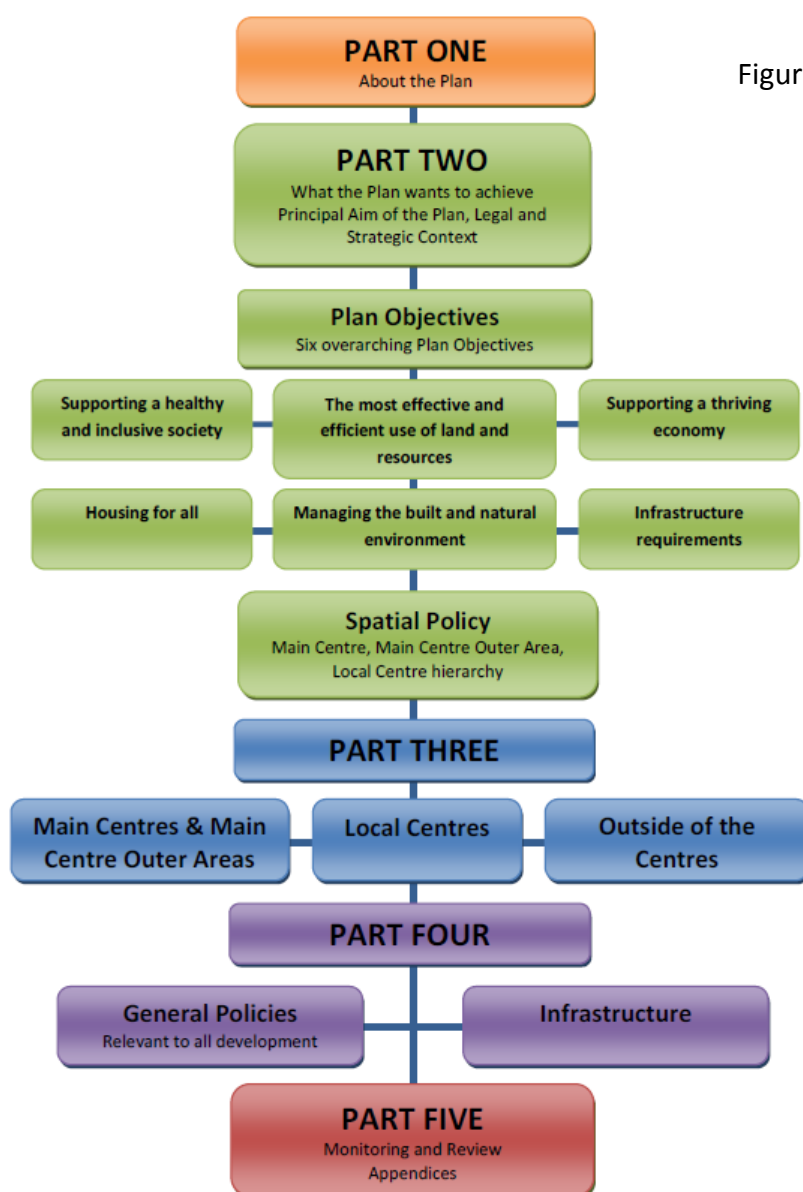 PART ONE
About the Plan
Figur
PART TWO
What the Plan wants to achieve
Principal Aim of the Plan, Legal and
Strategic Context
Plan Objectives
Six overarching Plan Objectives
Supporting a healthy
and inclusive society
The most effective and
efficient use of land and
resources
Supporting a thriving
economy
Housing for all
Managing the built and natural
environment
Infrastructure
requirements
Spatial Policy
Main Centre, Main Centre Outer Area,
Local Centre hierarchy
PART THREE
Main Centres & Main
Centre Outer Areas
Local Centres
Outside of the
Centres
PART FOUR
General Policies
Relevant to all development
Infrastructure
PART FIVE
Monitoring and Review
Appendices